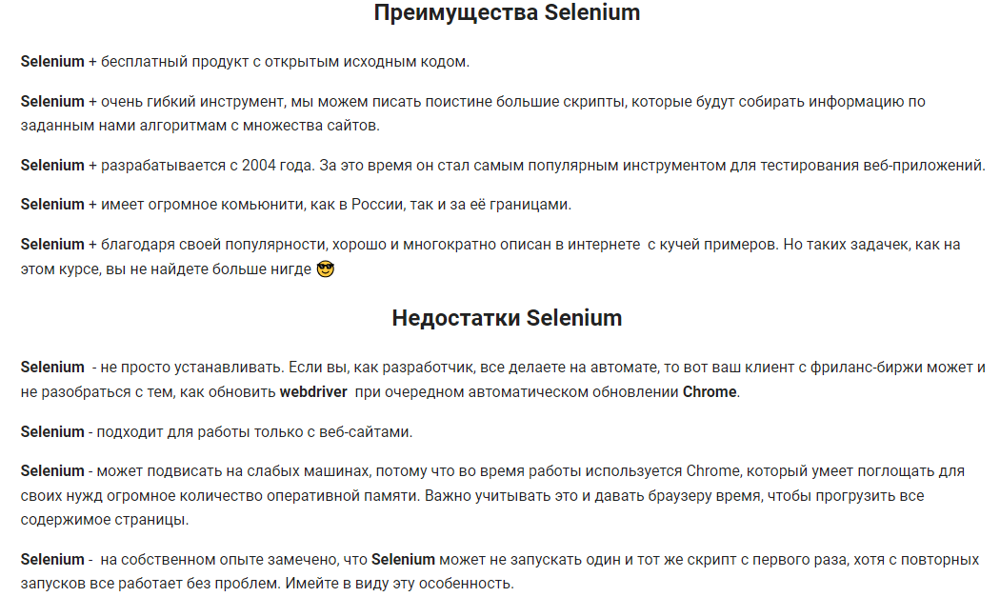 Преимущества Selenium
Selenium + бесплатный продукт с открытым исходным кодом.
Selenium + очень гибкий инструмент, мы можем писать поистине большие скрипты, которые будут собирать информацию по
заданным нами алгоритмам с множества сайтов.
Selenium + разрабатывается с 2004 года. За это время он стал самым популярным инструментом для тестирования веб-приложений.
Selenium + имеет огромное комьюнити, как в России, так и за её границами.
Selenium + благодаря своей популярности, хорошо и многократно описан в интернете  с кучей примеров. Но таких задачек, как на
этом курсе, вы не найдете больше нигде 😎
Недостатки Selenium
Selenium  - не просто устанавливать. Если вы, как разработчик, все делаете на автомате, то вот ваш клиент с фриланс-биржи может и
не разобраться с тем, как обновить webdriver  при очередном автоматическом обновлении Chrome.
Selenium - подходит для работы только с веб-сайтами.
Selenium - может подвисать на слабых машинах, потому что во время работы используется Chrome, который умеет поглощать для
своих нужд огромное количество оперативной памяти. Важно учитывать это и давать браузеру время, чтобы прогрузить все
содержимое страницы.
Selenium -  на собственном опыте замечено, что Selenium может не запускать один и тот же скрипт с первого раза, хотя с повторных
запусков все работает без проблем. Имейте в виду эту особенность.